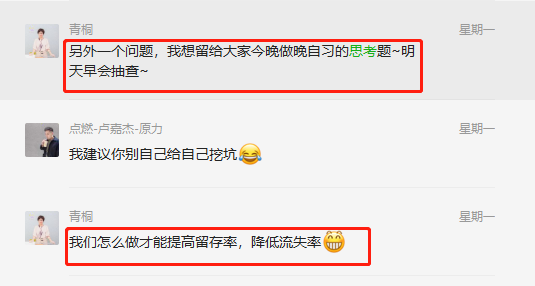 青桐
星期一
另外一个问题，我想留给大家今晚做晚自习的思考题~明
天早会抽查~
点燃-卢嘉杰-原力
星期一
我建议你别自己给自己挖坑😂
青桐
星期一
我们怎么做才能提高留存率，降低流失率😁